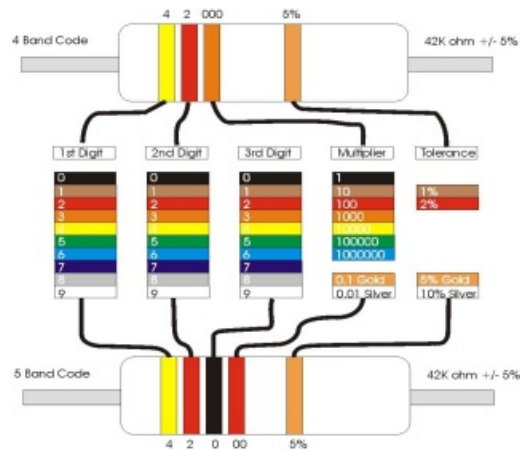 4 2 000 5%
4 Band Code
42K ohm +/- 5%
1st Digit 2nd Digit 3rd Digit Multiplier Tolerance
0 0 0 1
1 1 1 10 1%
2 2 2 100 2%
3 3 3 1000
4 4 4 10000
5 5 5 100000
6 6 6 1000000
7 7 7
8 8 8 0.1 Gold 5% Gold
9 9 9 0.01 Silver 10% Silver
5 Band Code
42K ohm +/- 5%
4 2 0 00 5%